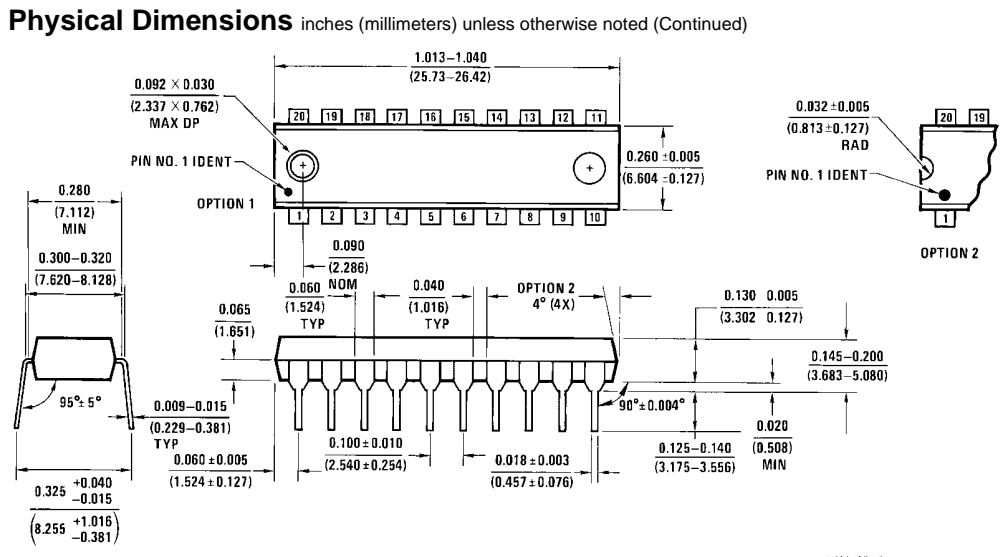 Physical Dimensions inches (millimeters) unless otherwise noted (Continued)
1.013–1.040
(25.73–26.42)
0.092 × 0.030
(2.337 × 0.762)
MAX DP
20 19 18 17 16 15 14 13 12 11
0.032 ±0.005
(0.813 ±0.127)
RAD
20 19
PIN NO. 1 IDENT
0.260 ±0.005
(6.604 ±0.127)
PIN NO. 1 IDENT
OPTION 1
1 2 3 4 5 6 7 8 9 10
1
OPTION 2
0.280
(7.112)
MIN
0.300–0.320
(7.620–8.128)
0.090
(2.286)
NOM
0.060
(1.524)
TYP
0.040
(1.016)
TYP
OPTION 2
4° (4X)
0.130 0.005
(3.302 0.127)
0.065
(1.651)
0.145–0.200
(3.683–5.080)
95°± 5°
0.009–0.015
(0.229–0.381)
TYP
90°±0.004°
0.020
(0.508)
MIN
0.100 ±0.010
(2.540 ±0.254)
0.125–0.140
(3.175–3.556)
0.060 ±0.005
(1.524 ±0.127)
0.018 ±0.003
(0.457 ±0.076)
0.325 +0.040
–0.015
(8.255 +1.016
–0.381)